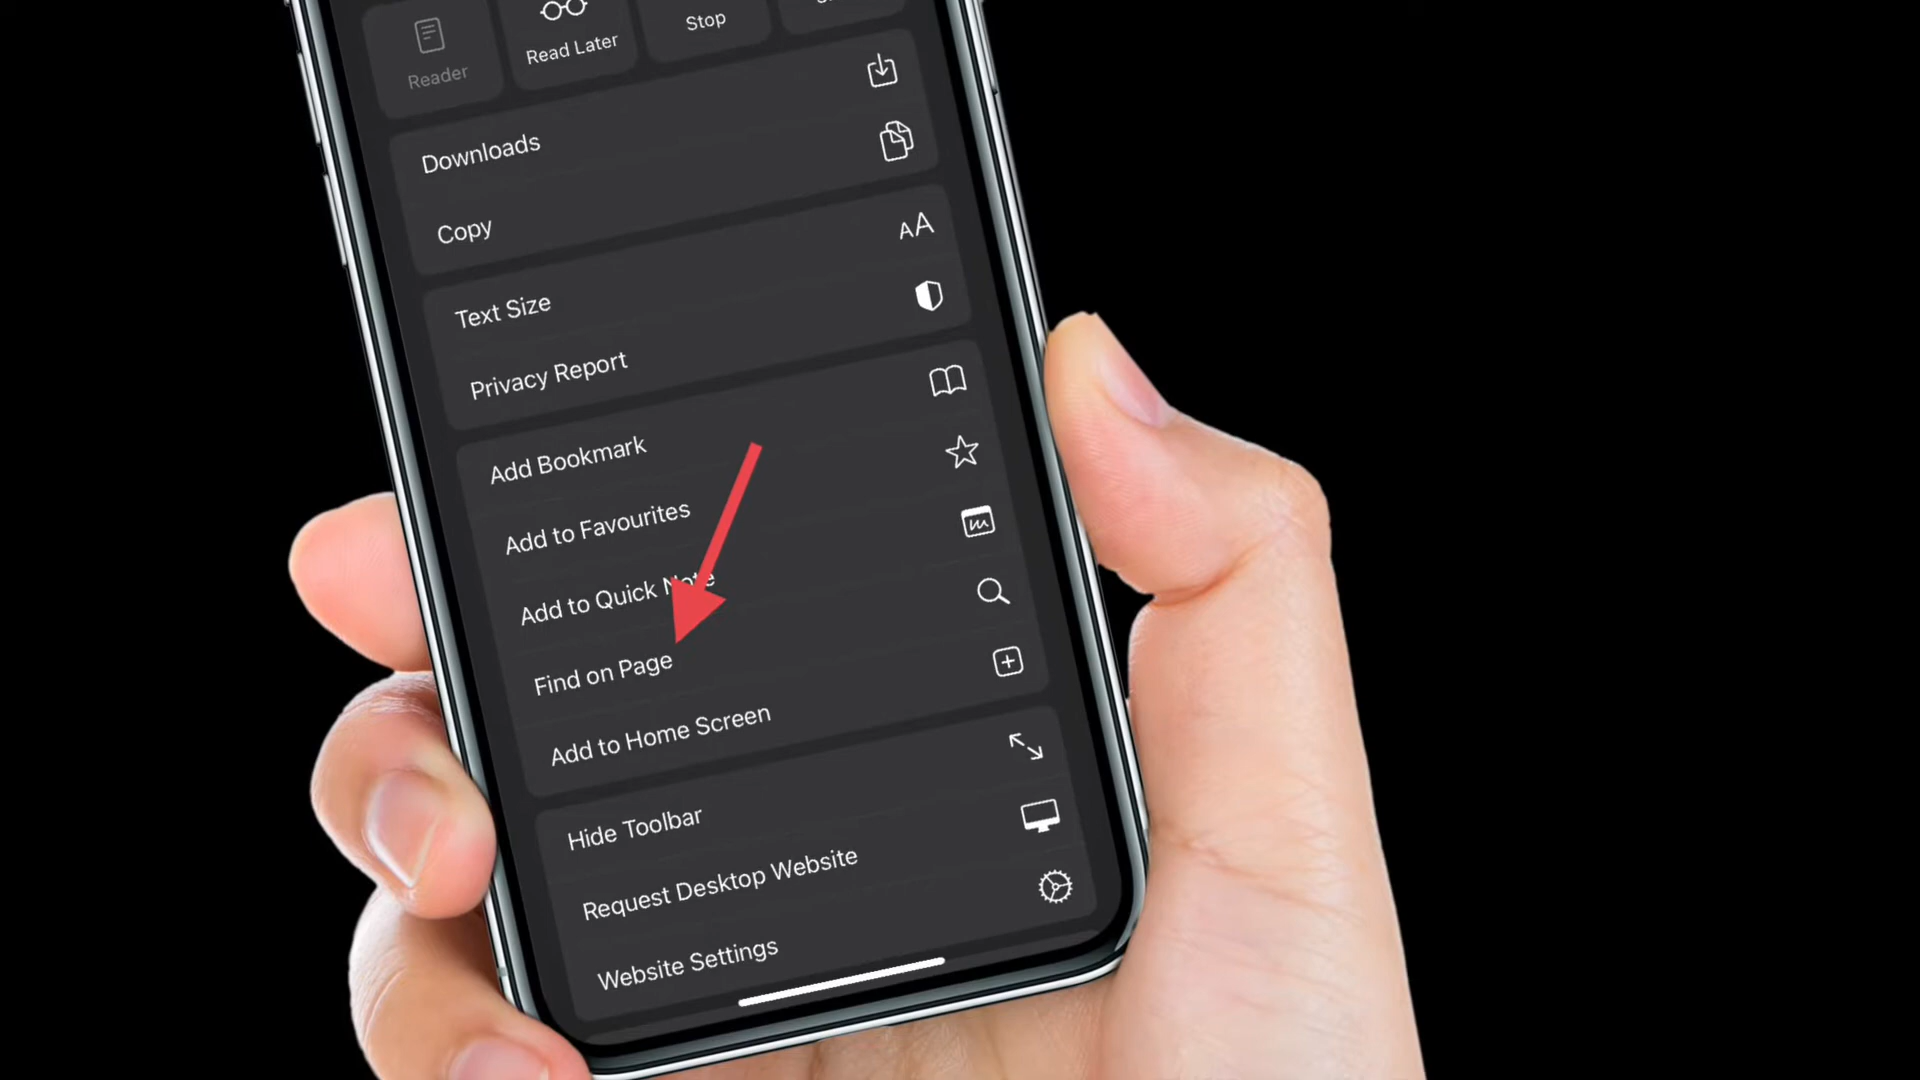 Reader
Read Later
Stop
Downloads
Copy
AA
Text Size
Privacy Report
Add Bookmark
Add to Favourites
Add to Quick Note
Find on Page
Add to Home Screen
Hide Toolbar
Request Desktop Website
Website Settings